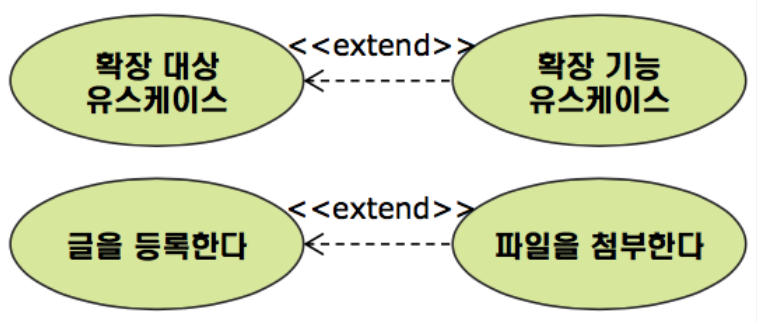 확장 대상
유스케이스
<<extend>>
확장 기능
유스케이스
글을 등록한다
<<extend>>
파일을 첨부한다